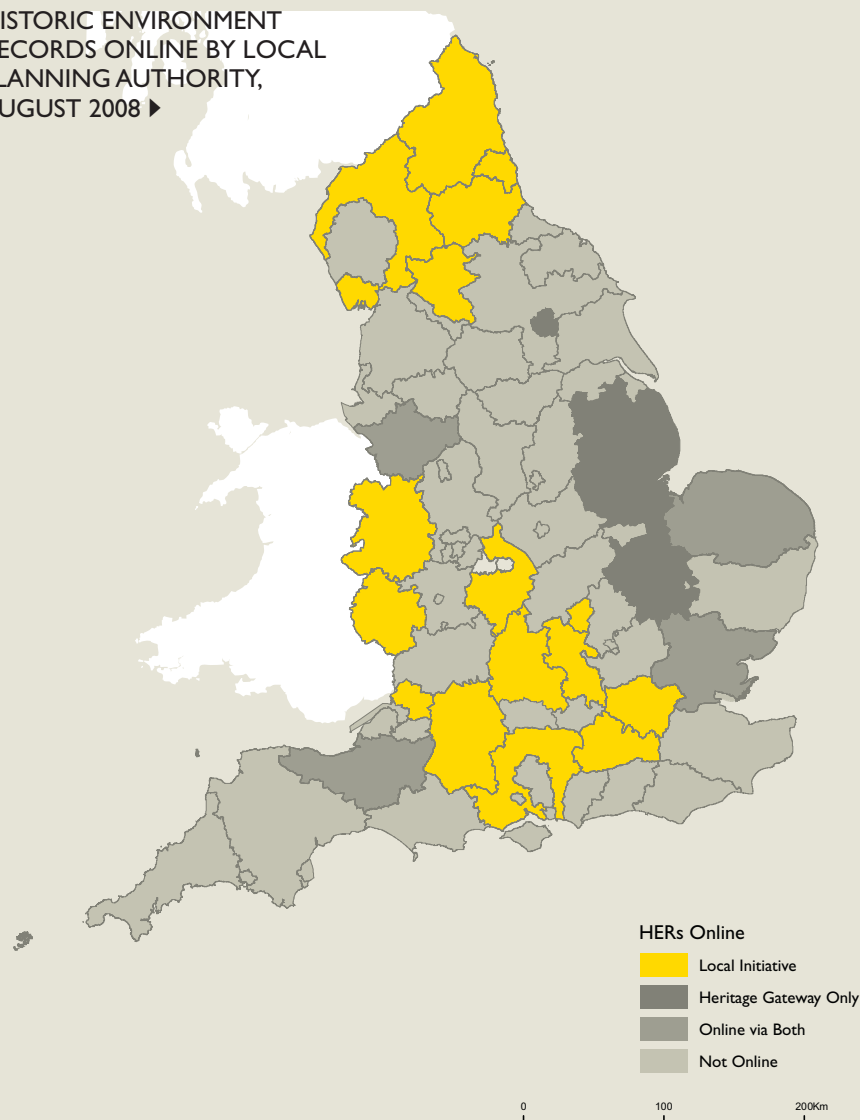 ISTORIC ENVIRONMENT
ECORDS ONLINE BY LOCAL
LANNING AUTHORITY,
UGUST 2008
HERs Online
Local Initiative
Heritage Gateway Only
Online via Both
Not Online
0 100 200Km